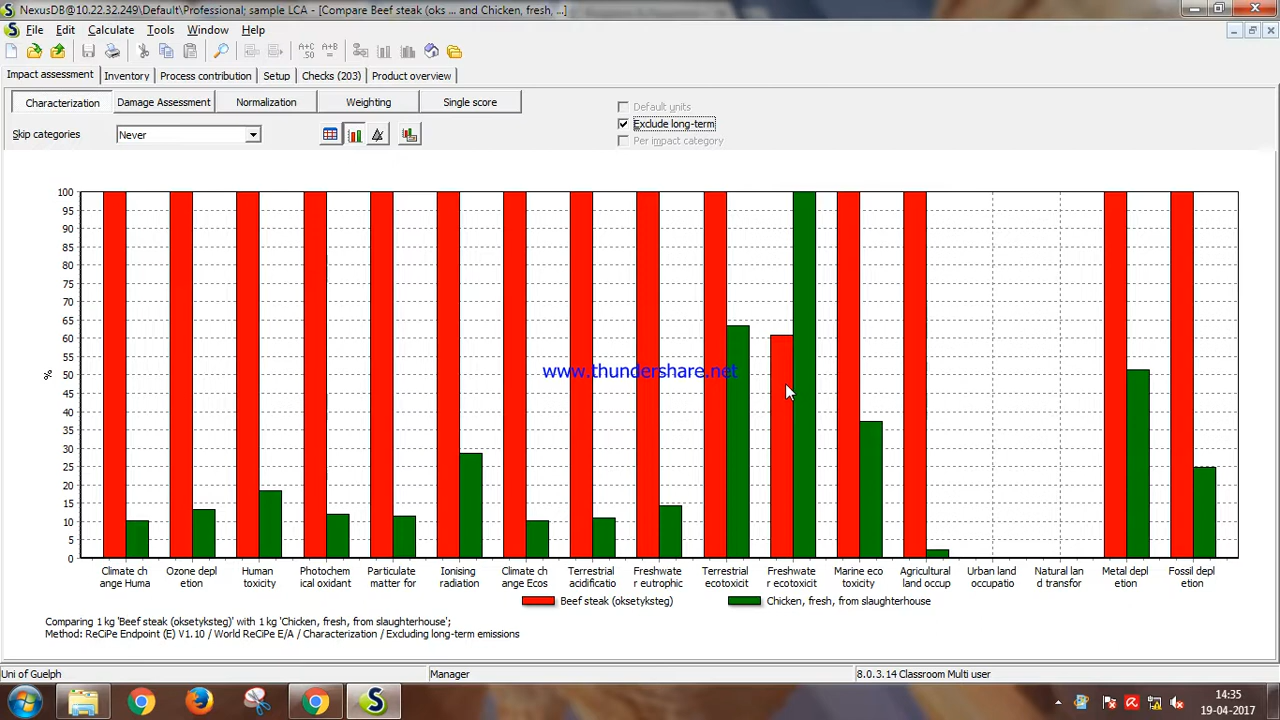 NexusDB@10.22.32.249\Default\Professional; sample LCA - [Compare Beef steak (oks ... and Chicken, fresh, ...]
File Edit Calculate Tools Window Help
A+C .50 A+B =
Impact assessment Inventory Process contribution Setup Checks (203) Product overview
Characterization Damage Assessment Normalization Weighting Single score
Default units
Exclude long-term
Per impact category
Skip categories Never
100
95
90
85
80
75
70
65
60
55
50
45
40
35
30
25
20
15
10
5
0
%
www.thundershare.net
Climate ch
ange Huma
Ozone depl
etion
Human
toxicity
Photochem
ical oxidant
Particulate
matter for
Ionising
radiation
Climate ch
ange Ecos
Terrestrial
acidificatio
Freshwate
r eutrophic
Terrestrial
ecotoxicit
Freshwate
r ecotoxicit
Marine eco
toxicity
Agricultural
land occup
Urban land
occupatio
Natural lan
d transfor
Metal depl
etion
Fossil depl
etion
Beef steak (oksetyksteg) Chicken, fresh, from slaughterhouse
Comparing 1 kg 'Beef steak (oksetyksteg)' with 1 kg 'Chicken, fresh, from slaughterhouse';
Method: ReCiPe Endpoint (E) V1.10 / World ReCiPe E/A / Characterization / Excluding long-term emissions
Uni of Guelph Manager 8.0.3.14 Classroom Multi user
14:35
19-04-2017